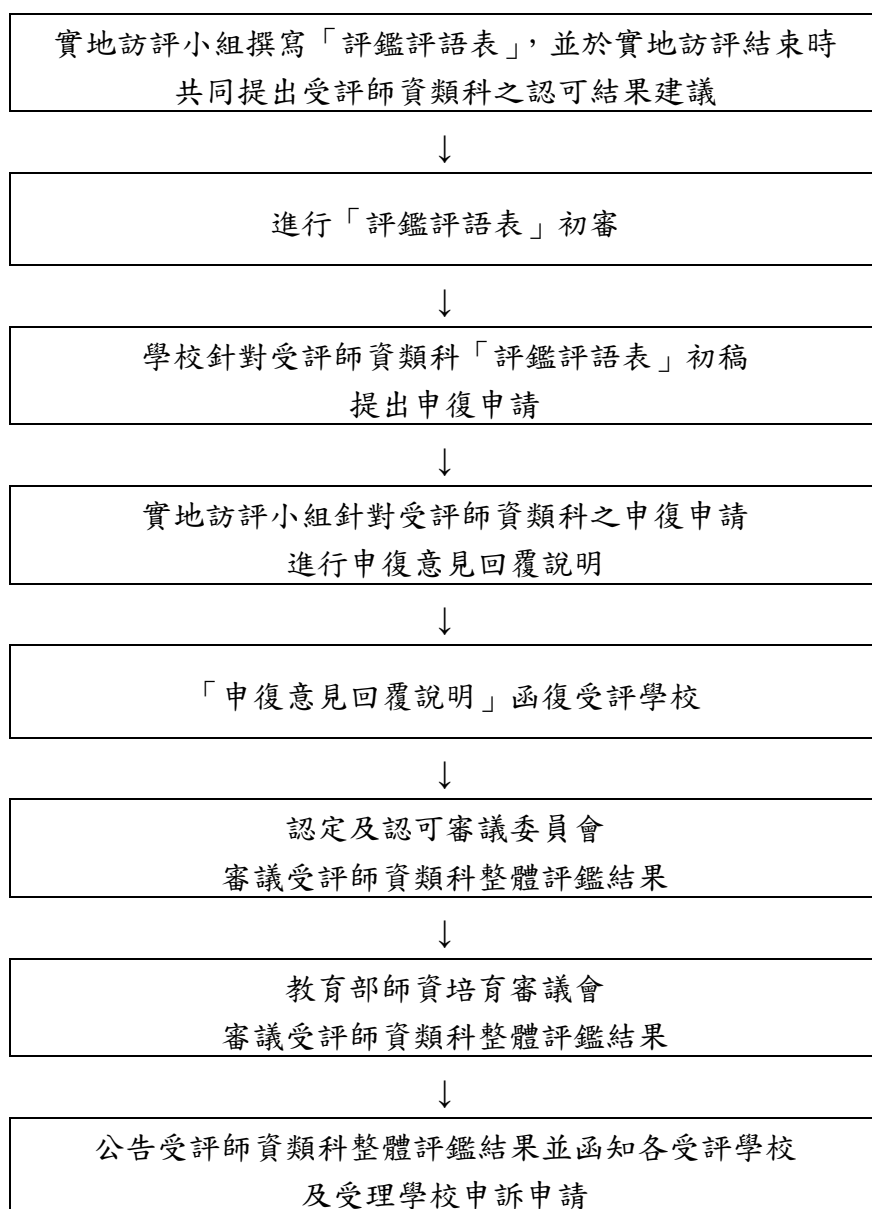 實地訪評小組撰寫「評鑑評語表」，並於實地訪評結束時
共同提出受評師資類科之認可結果建議
↓
進行「評鑑評語表」初審
↓
學校針對受評師資類科「評鑑評語表」初稿
提出申復申請
↓
實地訪評小組針對受評師資類科之申復申請
進行申復意見回覆說明
↓
「申復意見回覆說明」函復受評學校
↓
認定及認可審議委員會
審議受評師資類科整體評鑑結果
↓
教育部師資培育審議會
審議受評師資類科整體評鑑結果
↓
公告受評師資類科整體評鑑結果並函知各受評學校
及受理學校申訴申請